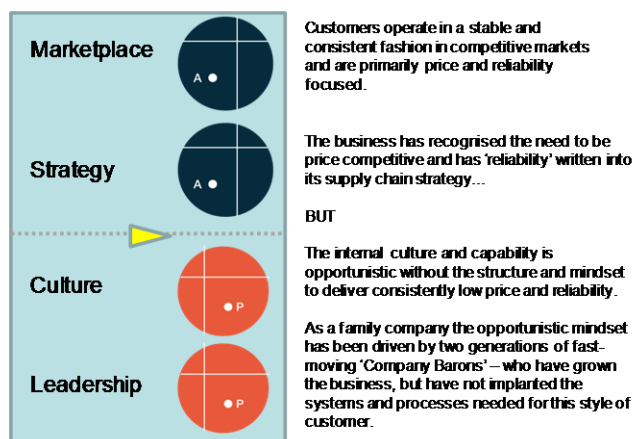 Marketplace
A
Customers operate in a stable and
consistent fashion in competitive markets
and are primarily price and reliability
focused.
Strategy
A
The business has recognised the need to be
price competitive and has ‘reliability’ written into
its supply chain strategy…
BUT
Culture
P
The internal culture and capability is
opportunistic without the structure and mindset
to deliver consistently low price and reliability.
Leadership
P
As a family company the opportunistic mindset
has been driven by two generations of fast-
moving ‘Company Barons’ – who have grown
the business, but have not implanted the
systems and processes needed for this style of
customer.